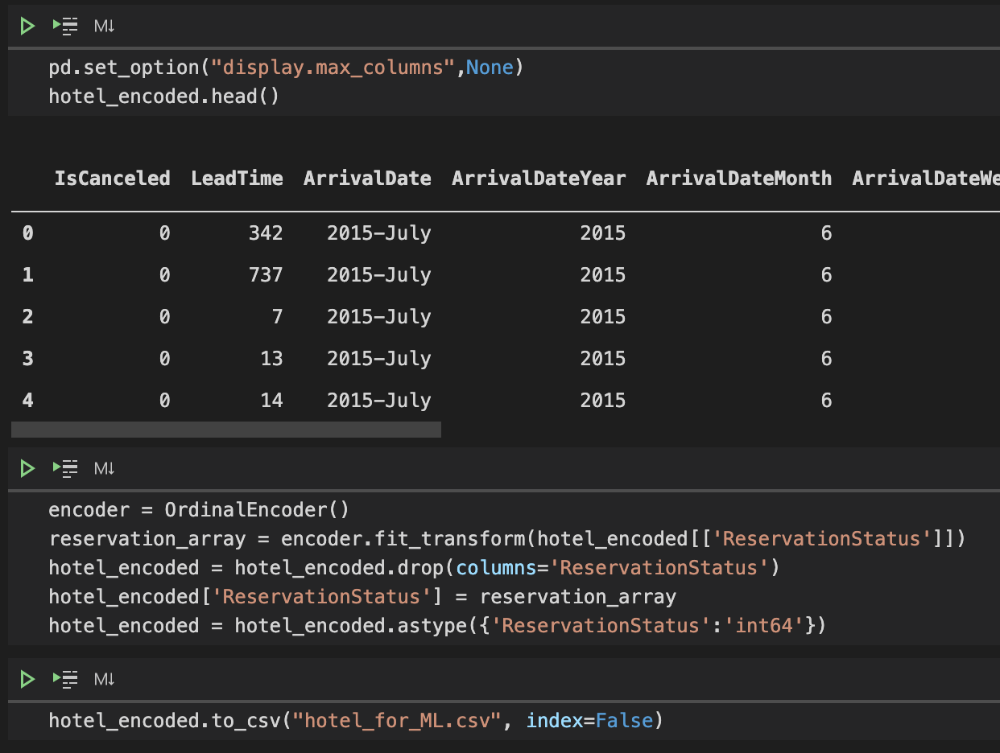 M↓
pd.set_option("display.max_columns",None)
hotel_encoded.head()
IsCanceled LeadTime ArrivalDate ArrivalDateYear ArrivalDateMonth ArrivalDateWe
0 0 342 2015-July 2015 6
1 0 737 2015-July 2015 6
2 0 7 2015-July 2015 6
3 0 13 2015-July 2015 6
4 0 14 2015-July 2015 6
M↓
encoder = OrdinalEncoder()
reservation_array = encoder.fit_transform(hotel_encoded[['ReservationStatus']])
hotel_encoded = hotel_encoded.drop(columns='ReservationStatus')
hotel_encoded['ReservationStatus'] = reservation_array
hotel_encoded = hotel_encoded.astype({'ReservationStatus':'int64'})
M↓
hotel_encoded.to_csv("hotel_for_ML.csv", index=False)